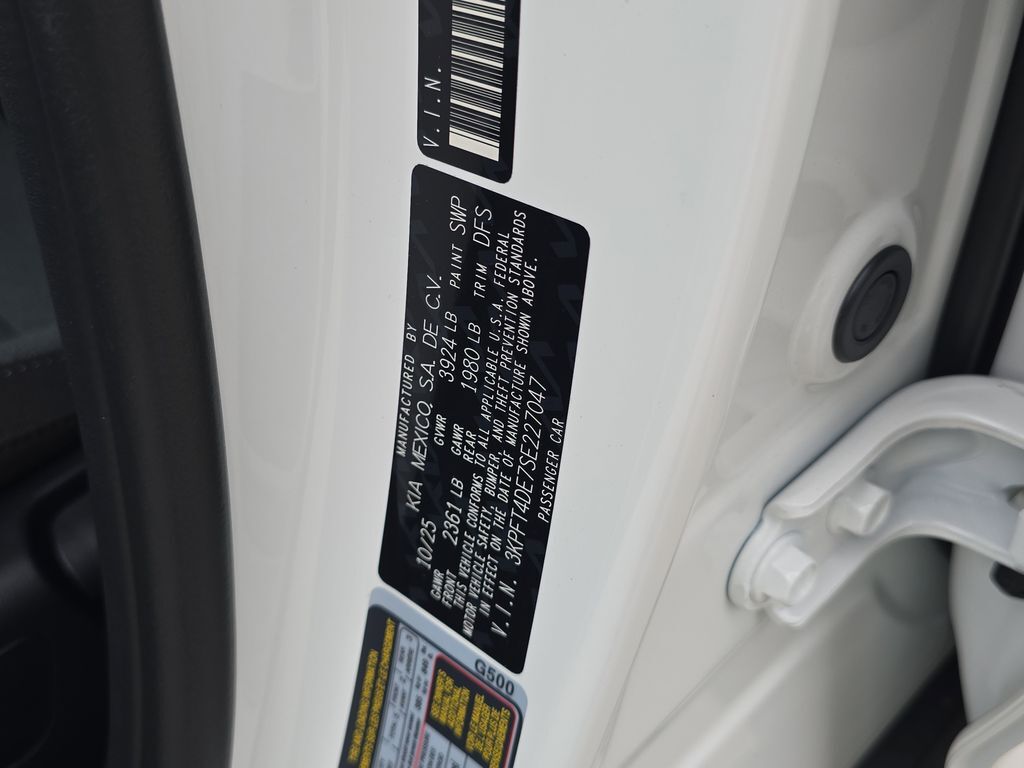 V.I.N.
MANUFACTURED BY
10/25 KIA MEXICO, S.A. DE C.V.
GVWR 3924 LB PAINT SWP
GAWR FRONT 2361 LB GAWR REAR 1980 LB TRIM DFS
THIS VEHICLE CONFORMS TO ALL APPLICABLE U.S.A. FEDERAL
MOTOR VEHICLE SAFETY, BUMPER, AND THEFT PREVENTION STANDARDS
IN EFFECT ON THE DATE OF MANUFACTURE SHOWN ABOVE.
PASSENGER CAR
V.I.N. 3KPFT4DE7SE227047
G500